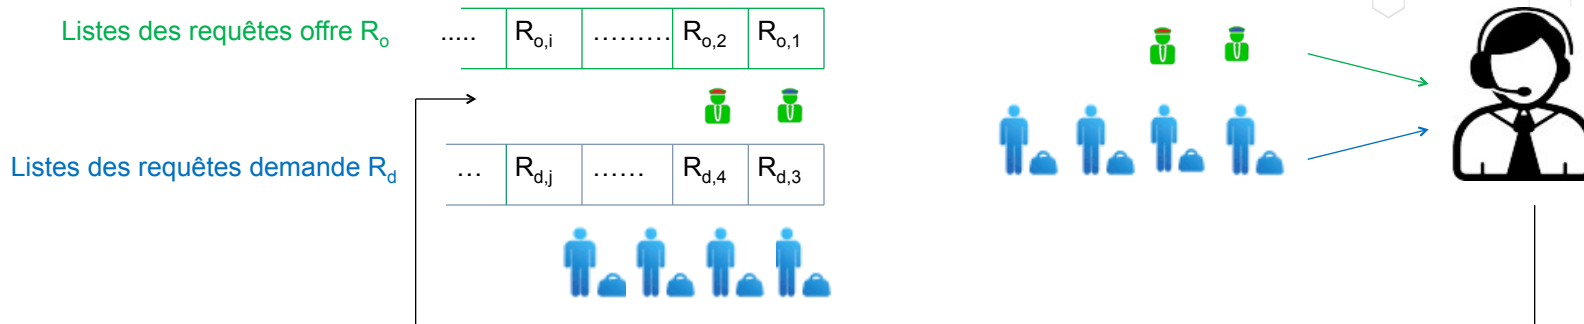 Listes des requêtes offre Ro
..... Ro,i ......... Ro,2 Ro,1
Listes des requêtes demande Rd
... Rd,j ...... Rd,4 Rd,3